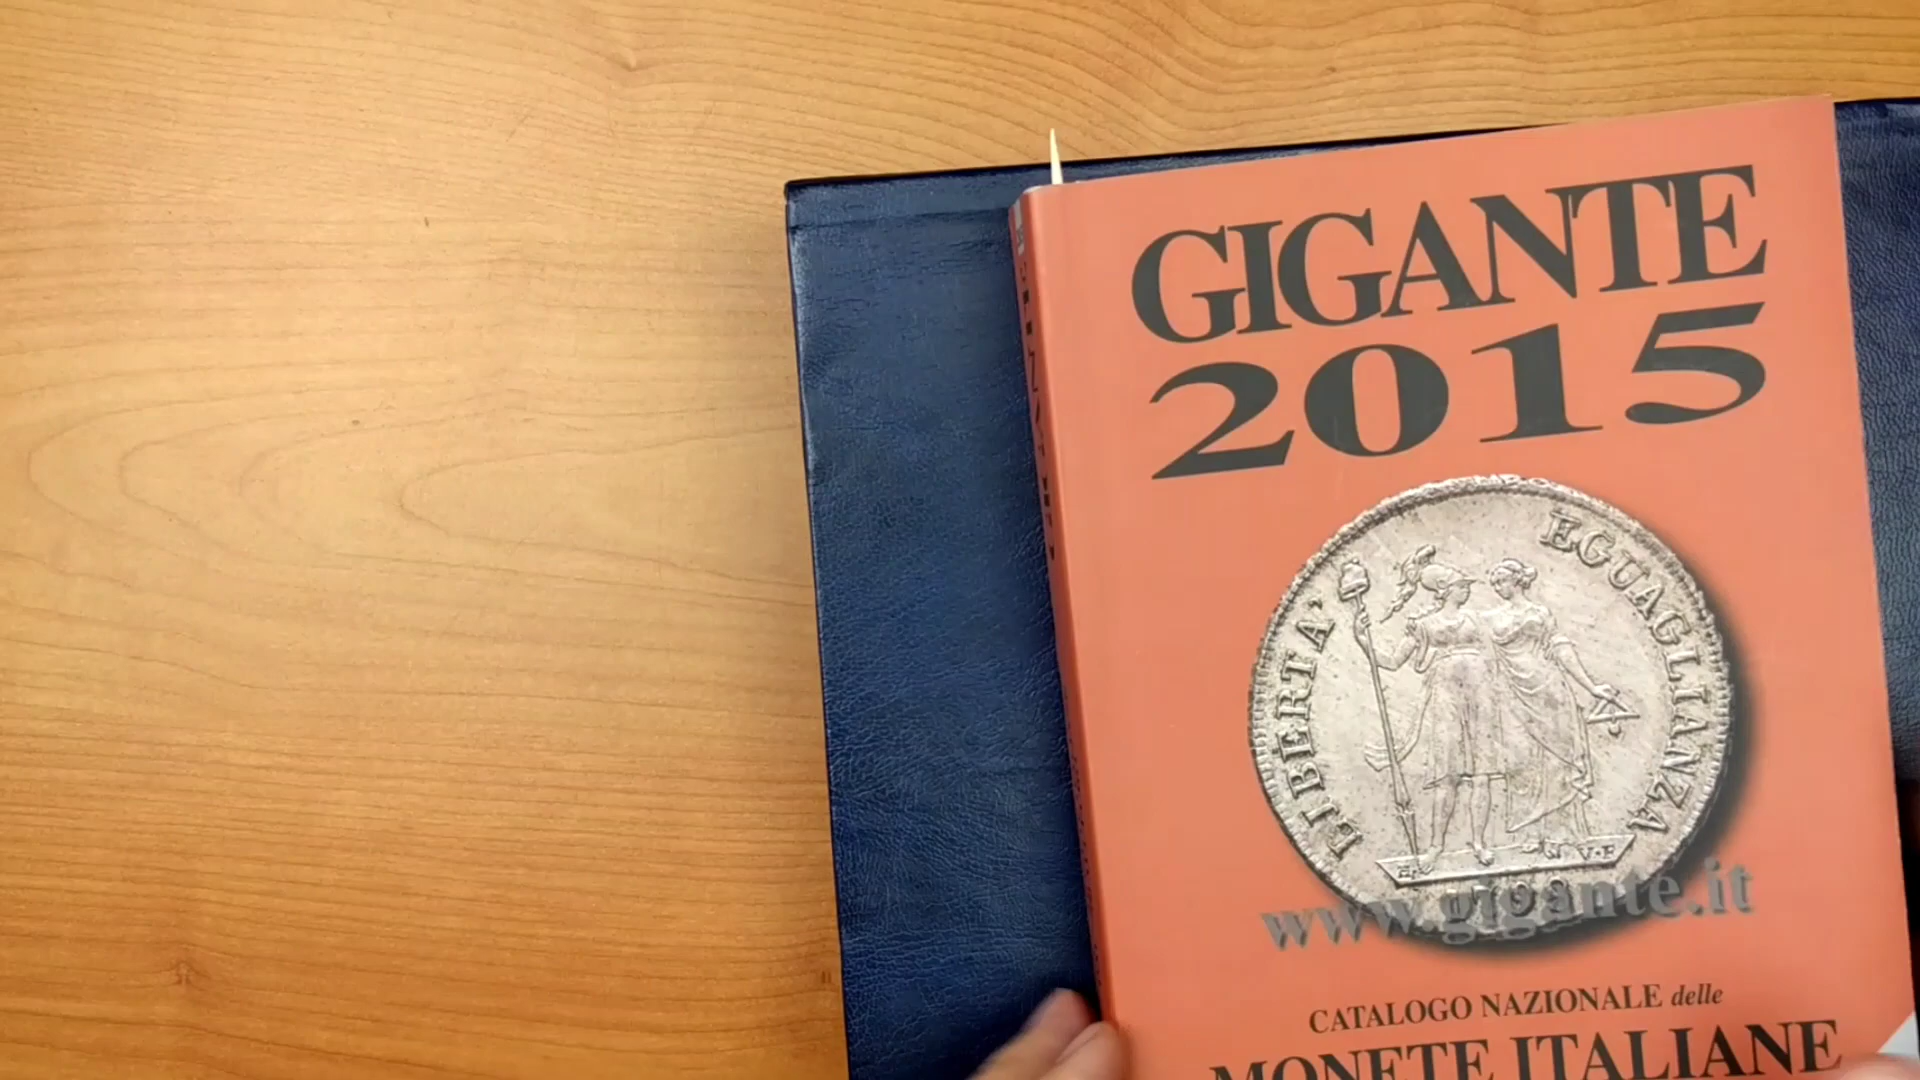 GIGANTE
2015
LIBERTA' EGUAGLIANZA
www.gigante.it
CATALOGO NAZIONALE delle
MONETE ITALIANE